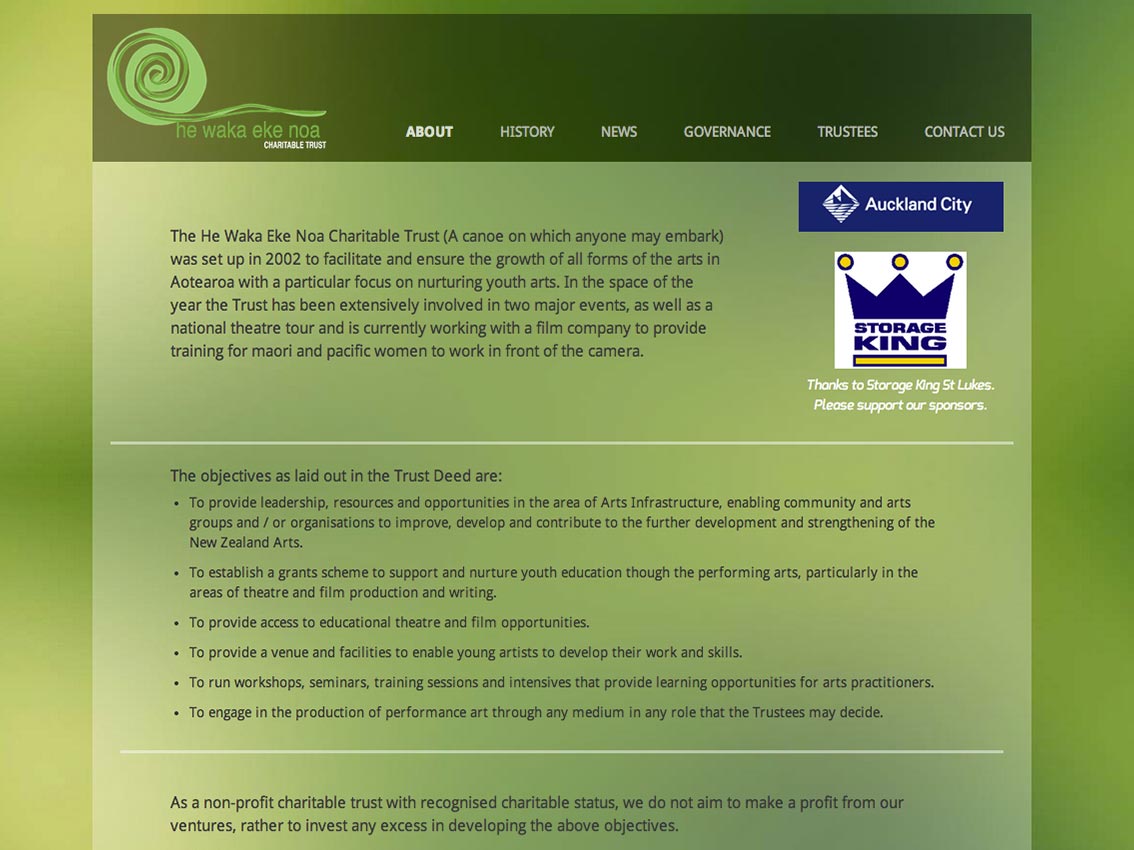 he waka eke noa
CHARITABLE TRUST
ABOUT HISTORY NEWS GOVERNANCE TRUSTEES CONTACT US
Auckland City
The He Waka Eke Noa Charitable Trust (A canoe on which anyone may embark)
was set up in 2002 to facilitate and ensure the growth of all forms of the arts in
Aotearoa with a particular focus on nurturing youth arts. In the space of the
year the Trust has been extensively involved in two major events, as well as a
national theatre tour and is currently working with a film company to provide
training for maori and pacific women to work in front of the camera.
STORAGE
KING
Thanks to Storage King St Lukes.
Please support our sponsors.
The objectives as laid out in the Trust Deed are:
• To provide leadership, resources and opportunities in the area of Arts Infrastructure, enabling community and arts
groups and / or organisations to improve, develop and contribute to the further development and strengthening of the
New Zealand Arts.
• To establish a grants scheme to support and nurture youth education though the performing arts, particularly in the
areas of theatre and film production and writing.
• To provide access to educational theatre and film opportunities.
• To provide a venue and facilities to enable young artists to develop their work and skills.
• To run workshops, seminars, training sessions and intensives that provide learning opportunities for arts practitioners.
• To engage in the production of performance art through any medium in any role that the Trustees may decide.
As a non-profit charitable trust with recognised charitable status, we do not aim to make a profit from our
ventures, rather to invest any excess in developing the above objectives.